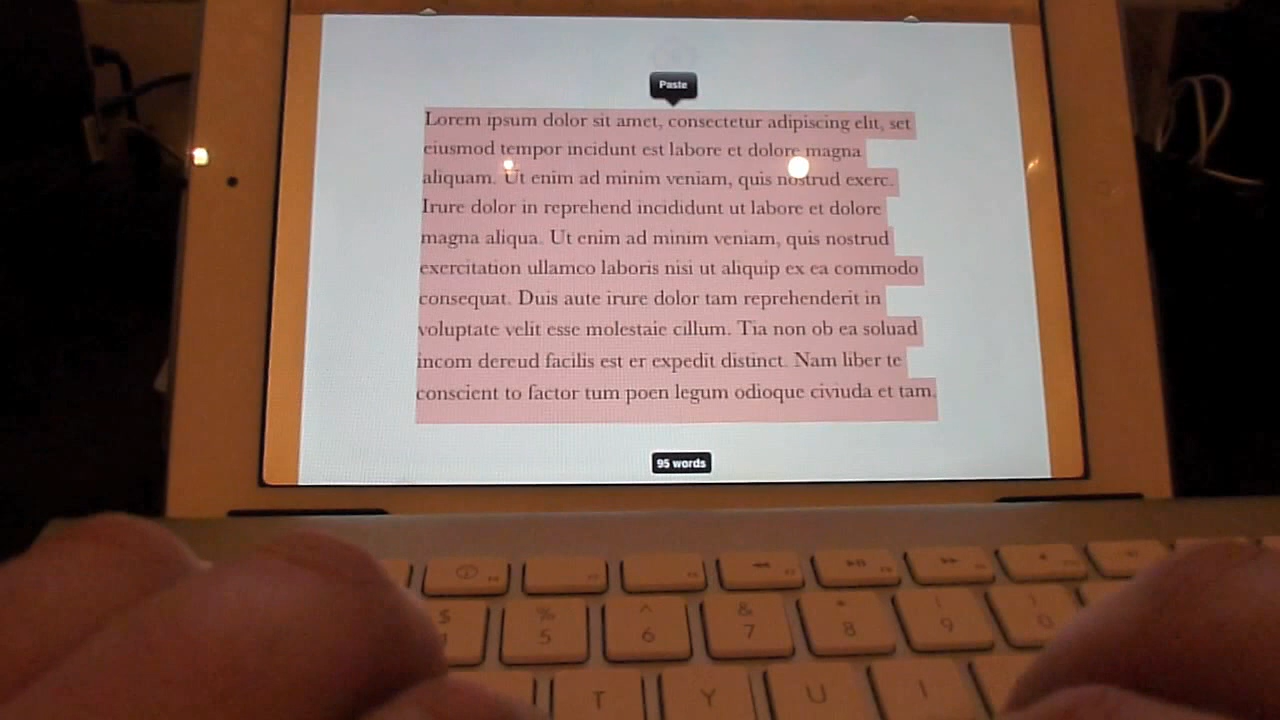 Paste
Lorem ipsum dolor sit amet, consectetur adipiscing elit, set
eiusmod tempor incidunt est labore et dolore magna
aliquam. Ut enim ad minim veniam, quis nostrud exerc.
Irure dolor in reprehend incididunt ut labore et dolore
magna aliqua. Ut enim ad minim veniam, quis nostrud
exercitation ullamco laboris nisi ut aliquip ex ea commodo
consequat. Duis aute irure dolor tam reprehenderit in
voluptate velit esse molestaie cillum. Tia non ob ea soluad
incom dereud facilis est er expedit distinct. Nam liber te
conscient to factor tum poen legum odioque civiuda et tam.
95 words
$ % ^ & *
5 6 7 8 9 0
T Y U I